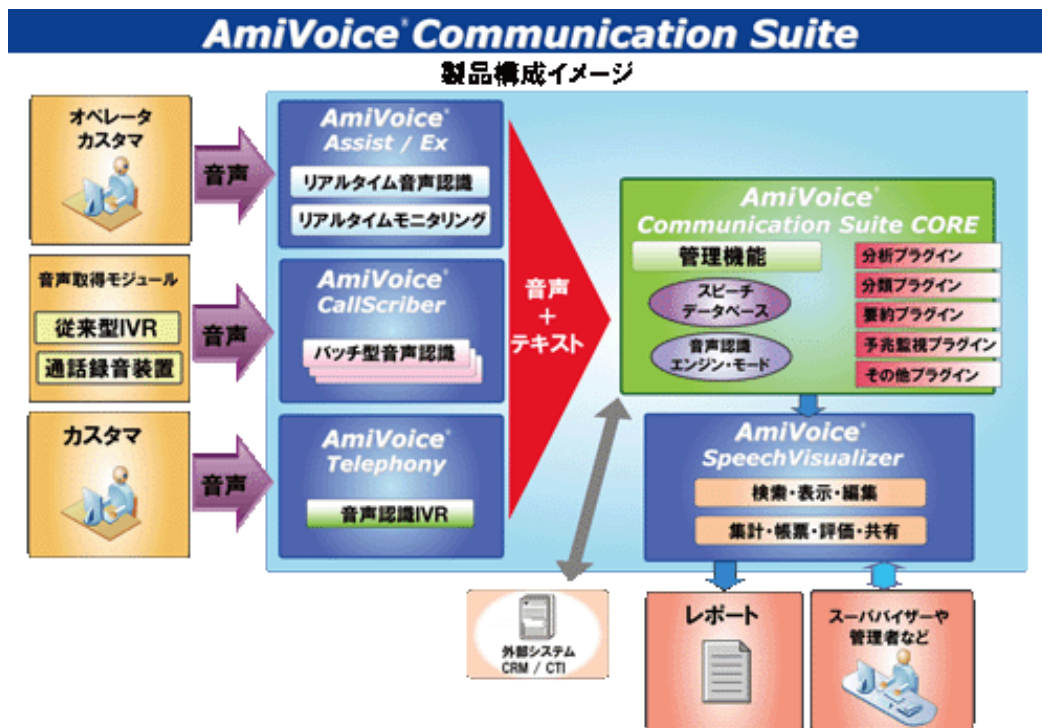 AmiVoice® Communication Suite
製品構成イメージ
オペレータ
カスタマ
音声
AmiVoice®
Assist / Ex
リアルタイム音声認識
リアルタイムモニタリング
音声取得モジュール
従来型IVR
通話録音装置
音声
AmiVoice®
CallScriber
バッチ型音声認識
カスタマ
音声
AmiVoice®
Telephony
音声認識IVR
音声
+
テキスト
AmiVoice®
Communication Suite CORE
管理機能
スピーチ
データベース
音声認識
エンジン・モード
分析プラグイン
分類プラグイン
要約プラグイン
予兆監視プラグイン
その他プラグイン
AmiVoice®
SpeechVisualizer
検索・表示・編集
集計・帳票・評価・共有
外部システム
CRM / CTI
レポート
スーパバイザーや
管理者など